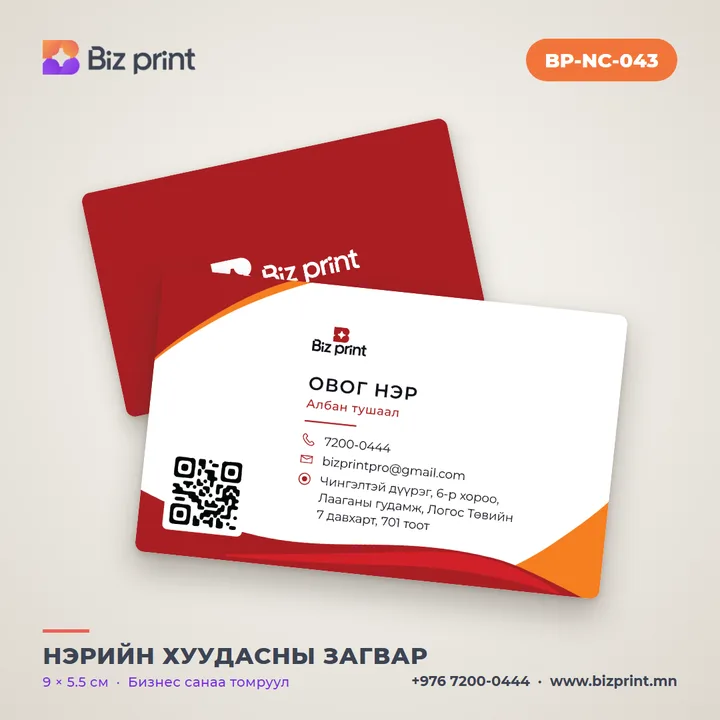 Biz print
BP-NC-043
Biz print
Biz print
ОВОГ НЭР
Албан тушаал
7200-0444
bizprintpro@gmail.com
Чингэлтэй дүүрэг, 6-р хороо,
Лааганы гудамж, Логос Төвийн
7 давхарт, 701 тоот
НЭРИЙН ХУУДАСНЫ ЗАГВАР
9 × 5.5 см · Бизнес санаа томруул
+976 7200-0444 · www.bizprint.mn